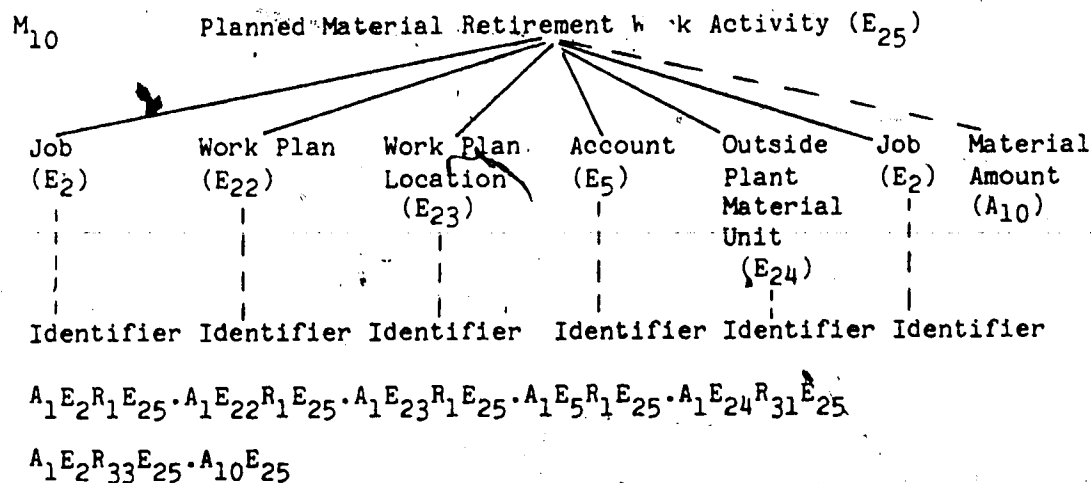 M10 Planned Material Retirement k Activity (E25)
Job Work Plan Work Plan Account Outside Job Material
(E2) (E22) Location (E5) Plant (E2) Amount
(E23) Material (A10)
Unit
(E24)
Identifier Identifier Identifier Identifier Identifier Identifier
A1E2R1E25.A1E22R1E25.A1E23R1E25.A1E5R1E25.A1E24R31E25
A1E2R33E25.A10E25